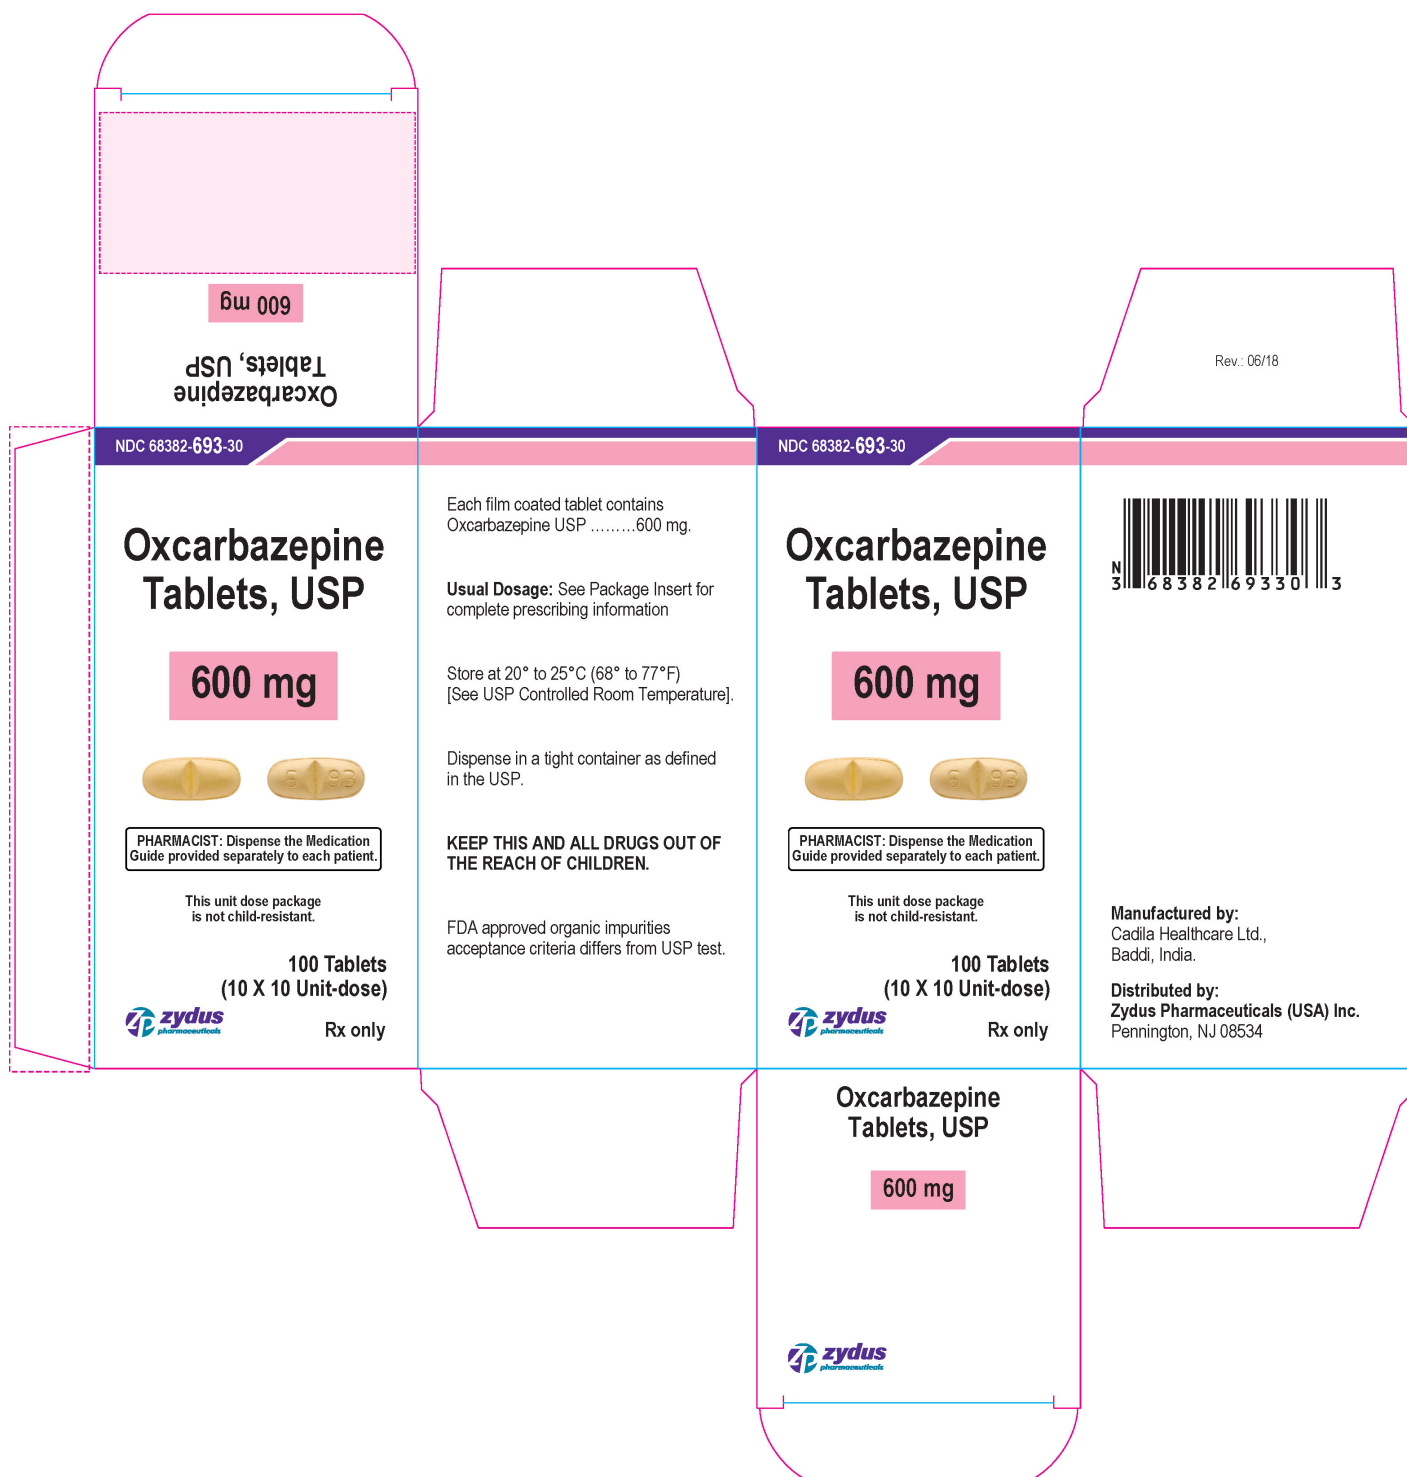 600 mg
Oxcarbazepine
Tablets, USP
Rev.: 06/18
NDC 68382-693-30
Oxcarbazepine
Tablets, USP
600 mg
6 93
PHARMACIST: Dispense the Medication
Guide provided separately to each patient.
This unit dose package
is not child-resistant.
100 Tablets
(10 X 10 Unit-dose)
zydus
pharmaceuticals
Rx only
Each film coated tablet contains
Oxcarbazepine USP .........600 mg.
Usual Dosage: See Package Insert for
complete prescribing information
Store at 20° to 25°C (68° to 77°F)
[See USP Controlled Room Temperature].
Dispense in a tight container as defined
in the USP.
KEEP THIS AND ALL DRUGS OUT OF
THE REACH OF CHILDREN.
FDA approved organic impurities
acceptance criteria differs from USP test.
NDC 68382-693-30
Oxcarbazepine
Tablets, USP
600 mg
6 93
PHARMACIST: Dispense the Medication
Guide provided separately to each patient.
This unit dose package
is not child-resistant.
100 Tablets
(10 X 10 Unit-dose)
zydus
pharmaceuticals
Rx only
N
3 68382 69330 3
Manufactured by:
Cadila Healthcare Ltd.,
Baddi, India.
Distributed by:
Zydus Pharmaceuticals (USA) Inc.
Pennington, NJ 08534
Oxcarbazepine
Tablets, USP
600 mg
zydus
pharmaceuticals